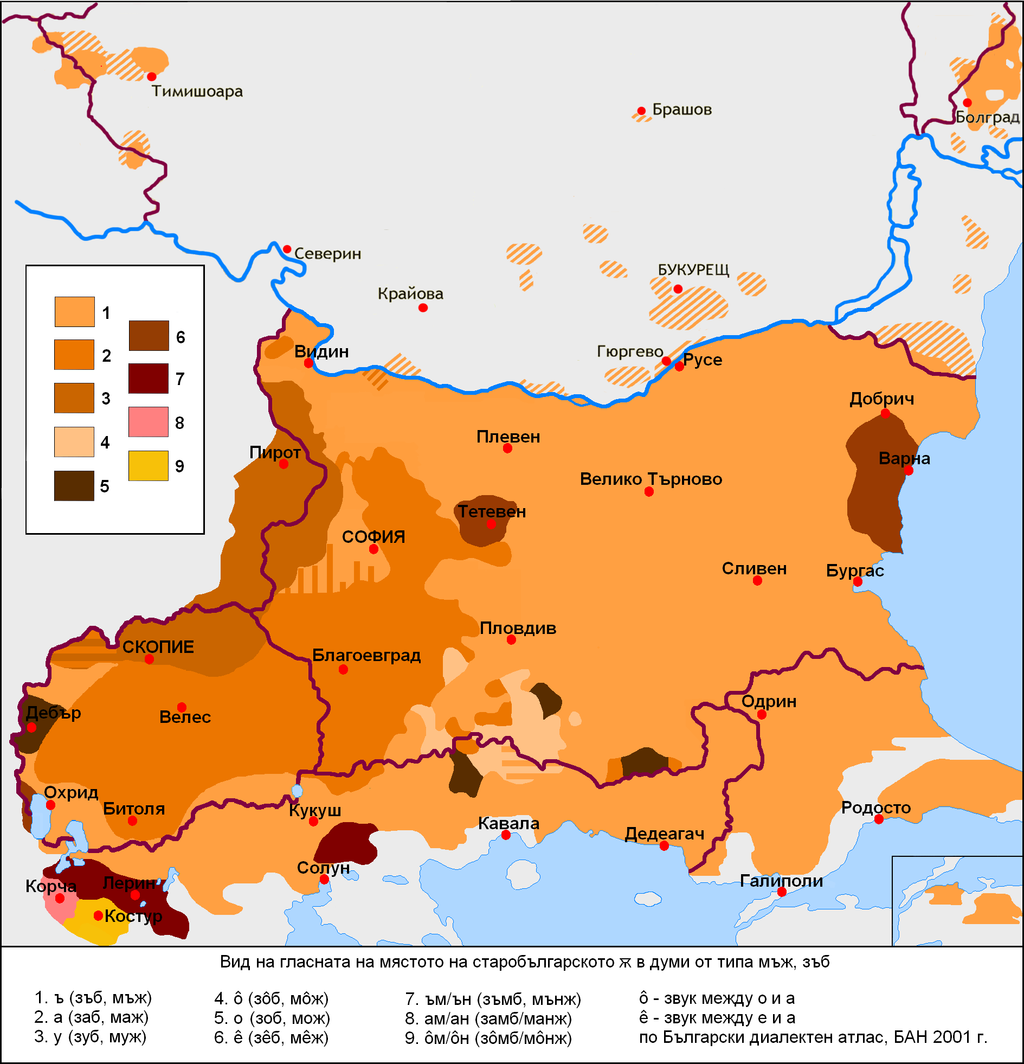 Тимишоара
Брашов
Болград
Северин
БУКУРЕЩ
Крайова
Гюргево
Русе
Видин
1
2
3
4
5
6
7
8
9
Добрич
Плевен
Пирот
Варна
Велико Търново
Тетевен
СОФИЯ
Сливен
Бургас
Пловдив
СКОПИЕ
Благоевград
Одрин
Дебър
Велес
Охрид
Битоля
Кукуш
Кавала
Дедеагач
Родосто
Солун
Галиполи
Корча
Лерин
Костур
Вид на гласната на мястото на старобългарското ѫ в думи от типа мъж, зъб
1. ъ (зъб, мъж)
2. а (заб, маж)
3. у (зуб, муж)
4. ô (зôб, мôж)
5. о (зоб, мож)
6. ê (зêб, мêж)
7. ъм/ън (зъмб, мънж)
8. ам/ан (замб/манж)
9. ôм/ôн (зôмб/мôнж)
ô - звук между о и а
ê - звук между е и а
по Български диалектен атлас, БАН 2001 г.